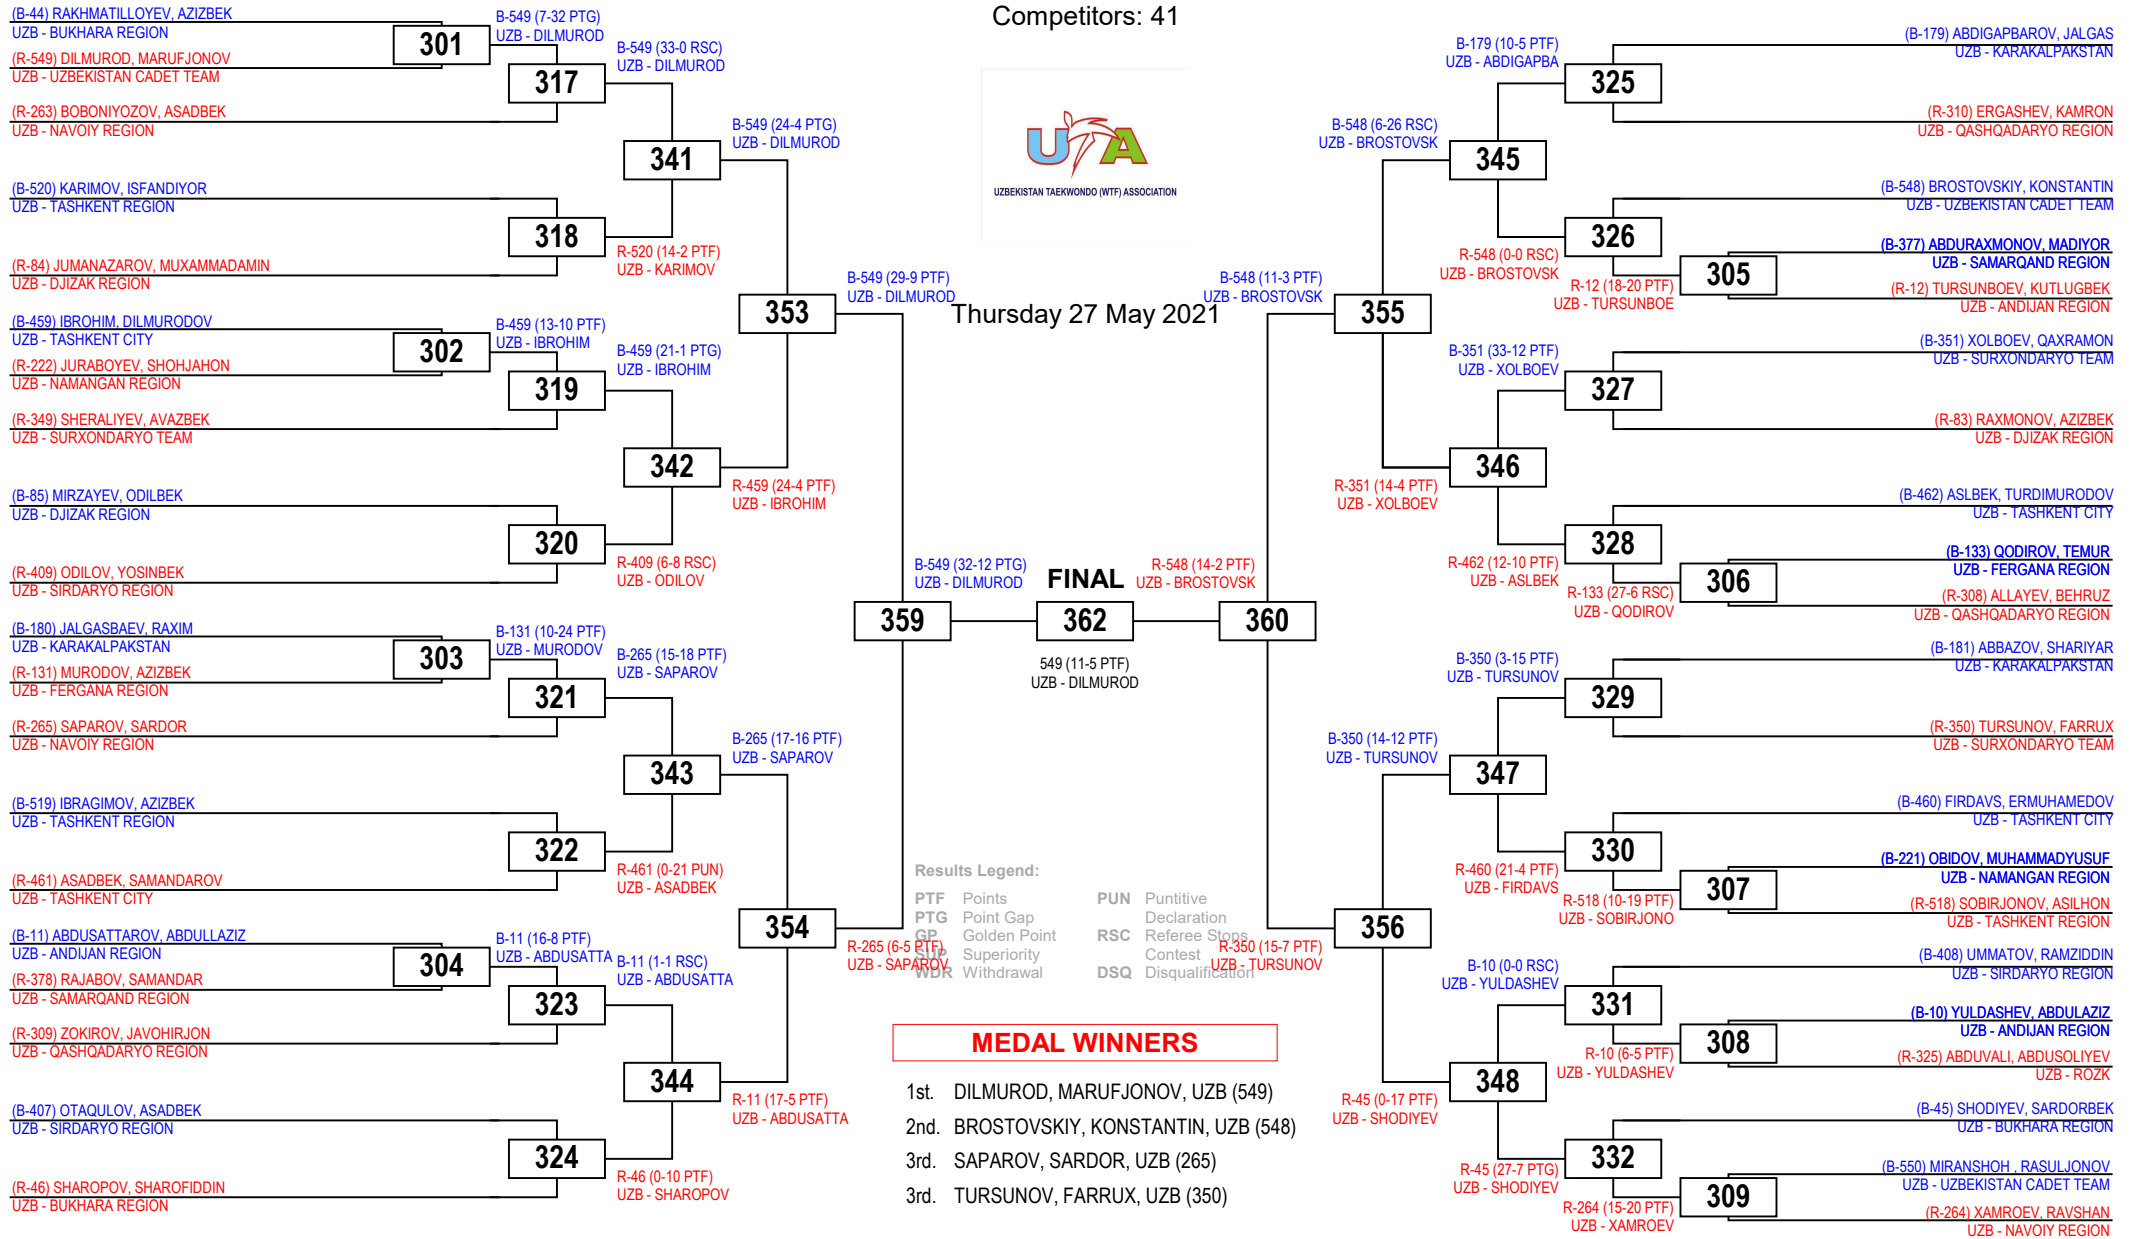 Competitors: 41
UTA
UZBEKISTAN TAEKWONDO (WTF) ASSOCIATION
Thursday 27 May 2021
(B-44) RAKHMATILLOYEV, AZIZBEK
UZB - BUKHARA REGION
301
(R-549) DILMUROD, MARUFJONOV
UZB - UZBEKISTAN CADET TEAM
B-549 (7-32 PTG)
UZB - DILMUROD
317
(R-263) BOBONIYOZOV, ASADBEK
UZB - NAVOIY REGION
B-549 (33-0 RSC)
UZB - DILMUROD
341
(B-520) KARIMOV, ISFANDIYOR
UZB - TASHKENT REGION
318
(R-84) JUMANAZAROV, MUXAMMADAMIN
UZB - DJIZAK REGION
R-520 (14-2 PTF)
UZB - KARIMOV
B-549 (24-4 PTG)
UZB - DILMUROD
353
(B-459) IBROHIM, DILMURODOV
UZB - TASHKENT CITY
302
(R-222) JURABOYEV, SHOHJAHON
UZB - NAMANGAN REGION
B-459 (13-10 PTF)
UZB - IBROHIM
319
(R-349) SHERALIYEV, AVAZBEK
UZB - SURXONDARYO TEAM
B-459 (21-1 PTG)
UZB - IBROHIM
342
(B-85) MIRZAYEV, ODILBEK
UZB - DJIZAK REGION
320
(R-409) ODILOV, YOSINBEK
UZB - SIRDARYO REGION
R-409 (6-8 RSC)
UZB - ODILOV
R-459 (24-4 PTF)
UZB - IBROHIM
B-549 (29-9 PTF)
UZB - DILMUROD
359
(B-180) JALGASBAEV, RAXIM
UZB - KARAKALPAKSTAN
303
(R-131) MURODOV, AZIZBEK
UZB - FERGANA REGION
B-131 (10-24 PTF)
UZB - MURODOV
321
(R-265) SAPAROV, SARDOR
UZB - NAVOIY REGION
B-265 (15-18 PTF)
UZB - SAPAROV
343
(B-519) IBRAGIMOV, AZIZBEK
UZB - TASHKENT REGION
322
(R-461) ASADBEK, SAMANDAROV
UZB - TASHKENT CITY
R-461 (0-21 PUN)
UZB - ASADBEK
B-265 (17-16 PTF)
UZB - SAPAROV
354
(B-11) ABDUSATTAROV, ABDULLAZIZ
UZB - ANDIJAN REGION
304
(R-378) RAJABOV, SAMANDAR
UZB - SAMARQAND REGION
B-11 (16-8 PTF)
UZB - ABDUSATTA
323
(R-309) ZOKIROV, JAVOHIRJON
UZB - QASHQADARYO REGION
B-11 (1-1 RSC)
UZB - ABDUSATTA
344
(B-407) OTAQULOV, ASADBEK
UZB - SIRDARYO REGION
324
(R-46) SHAROPOV, SHAROFIDDIN
UZB - BUKHARA REGION
R-46 (0-10 PTF)
UZB - SHAROPOV
R-11 (17-5 PTF)
UZB - ABDUSATTA
R-265 (6-5 PTF)
UZB - SAPAROV
B-549 (32-12 PTG)
UZB - DILMUROD
FINAL
362
549 (11-5 PTF)
UZB - DILMUROD
R-548 (14-2 PTF)
UZB - BROSTOVSK
360
B-548 (11-3 PTF)
UZB - BROSTOVSK
355
B-548 (6-26 RSC)
UZB - BROSTOVSK
345
B-179 (10-5 PTF)
UZB - ABDIGAPBA
325
(B-179) ABDIGAPBAROV, JALGAS
UZB - KARAKALPAKSTAN
(R-310) ERGASHEV, KAMRON
UZB - QASHQADARYO REGION
(B-548) BROSTOVSKIY, KONSTANTIN
UZB - UZBEKISTAN CADET TEAM
326
R-548 (0-0 RSC)
UZB - BROSTOVSK
(B-377) ABDURAXMONOV, MADIYOR
UZB - SAMARQAND REGION
305
R-12 (18-20 PTF)
UZB - TURSUNBOE
(R-12) TURSUNBOEV, KUTLUGBEK
UZB - ANDIJAN REGION
B-351 (33-12 PTF)
UZB - XOLBOEV
327
(B-351) XOLBOEV, QAXRAMON
UZB - SURXONDARYO TEAM
(R-83) RAXMONOV, AZIZBEK
UZB - DJIZAK REGION
346
R-351 (14-4 PTF)
UZB - XOLBOEV
(B-462) ASLBEK, TURDIMURODOV
UZB - TASHKENT CITY
328
R-462 (12-10 PTF)
UZB - ASLBEK
(B-133) QODIROV, TEMUR
UZB - FERGANA REGION
306
R-133 (27-6 RSC)
UZB - QODIROV
(R-308) ALLAYEV, BEHRUZ
UZB - QASHQADARYO REGION
B-350 (3-15 PTF)
UZB - TURSUNOV
329
(B-181) ABBAZOV, SHARIYAR
UZB - KARAKALPAKSTAN
(R-350) TURSUNOV, FARRUX
UZB - SURXONDARYO TEAM
B-350 (14-12 PTF)
UZB - TURSUNOV
347
(B-460) FIRDAVS, ERMUHAMEDOV
UZB - TASHKENT CITY
330
R-460 (21-4 PTF)
UZB - FIRDAVS
(B-221) OBIDOV, MUHAMMADYUSUF
UZB - NAMANGAN REGION
307
R-518 (10-19 PTF)
UZB - SOBIRJONO
(R-518) SOBIRJONOV, ASILHON
UZB - TASHKENT REGION
356
R-350 (15-7 PTF)
UZB - TURSUNOV
B-10 (0-0 RSC)
UZB - YULDASHEV
331
(B-408) UMMATOV, RAMZIDDIN
UZB - SIRDARYO REGION
(B-10) YULDASHEV, ABDULAZIZ
UZB - ANDIJAN REGION
308
R-10 (6-5 PTF)
UZB - YULDASHEV
(R-325) ABDUVALI, ABDUSOLIYEV
UZB - ROZK
348
R-45 (0-17 PTF)
UZB - SHODIYEV
(B-45) SHODIYEV, SARDORBEK
UZB - BUKHARA REGION
332
R-45 (27-7 PTG)
UZB - SHODIYEV
(B-550) MIRANSHOH , RASULJONOV
UZB - UZBEKISTAN CADET TEAM
309
R-264 (15-20 PTF)
UZB - XAMROEV
(R-264) XAMROEV, RAVSHAN
UZB - NAVOIY REGION
Results Legend:
PTF Points
PTG Point Gap
GP Golden Point
SUP Superiority
WDR Withdrawal
PUN Puntitive
Declaration
RSC Referee Stops
Contest
DSQ Disqualification
MEDAL WINNERS
1st. DILMUROD, MARUFJONOV, UZB (549)
2nd. BROSTOVSKIY, KONSTANTIN, UZB (548)
3rd. SAPAROV, SARDOR, UZB (265)
3rd. TURSUNOV, FARRUX, UZB (350)